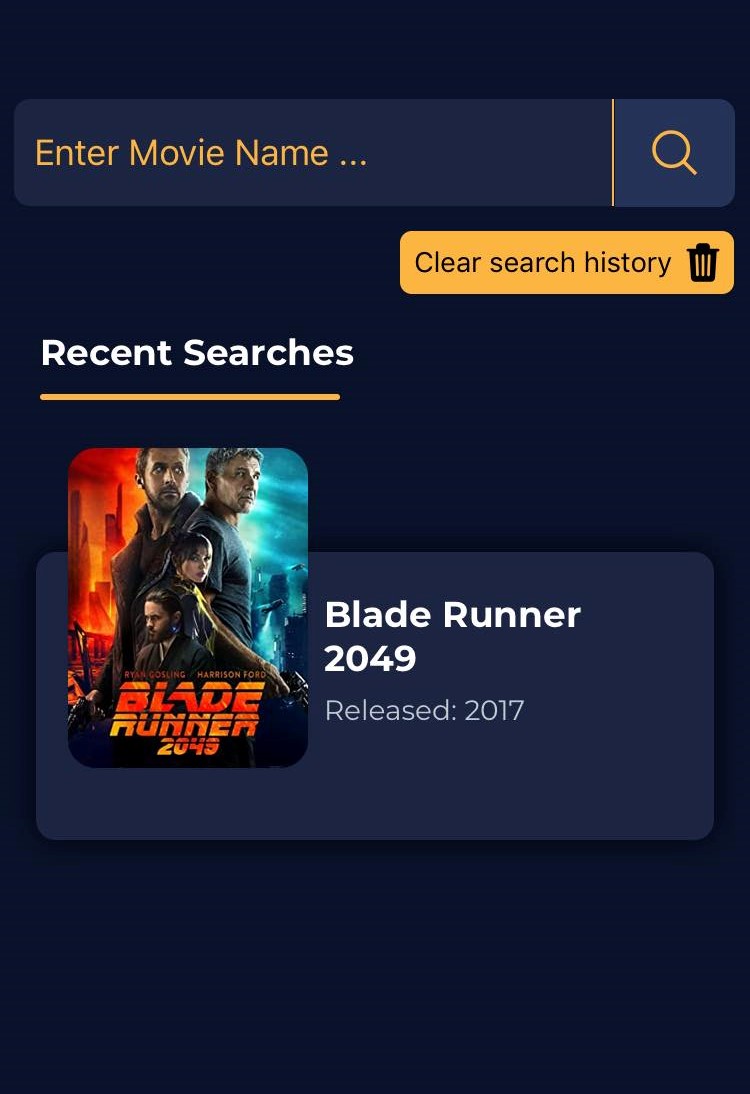 Enter Movie Name ...
Clear search history
Recent Searches
RYAN GOSLING / HARRISON FORD
BLADE
RUNNER
2049
Blade Runner
2049
Released: 2017